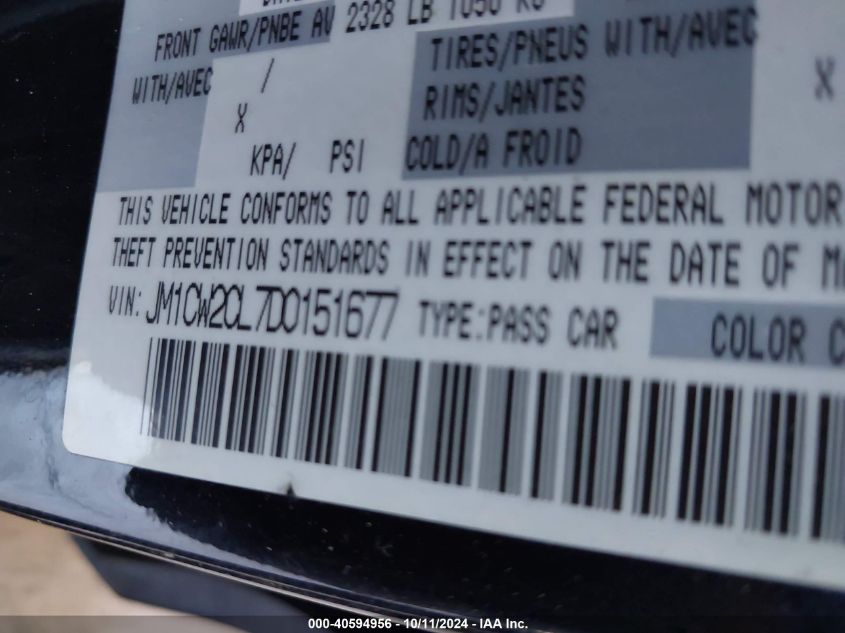 FRONT GAWR/PNBE AV 2328 LB 1050 KG
WITH/AVEC / TIRES/PNEUS WITH/AVEC
X RIMS/JANTES X
KPA/ PSI COLD/A FROID
THIS VEHICLE CONFORMS TO ALL APPLICABLE FEDERAL MOTOR
THEFT PREVENTION STANDARDS IN EFFECT ON THE DATE OF MA
VIN: JM1CW2CL7D0151677 TYPE:PASS CAR COLOR C
000-40594956 - 10/11/2024 - IAA Inc.